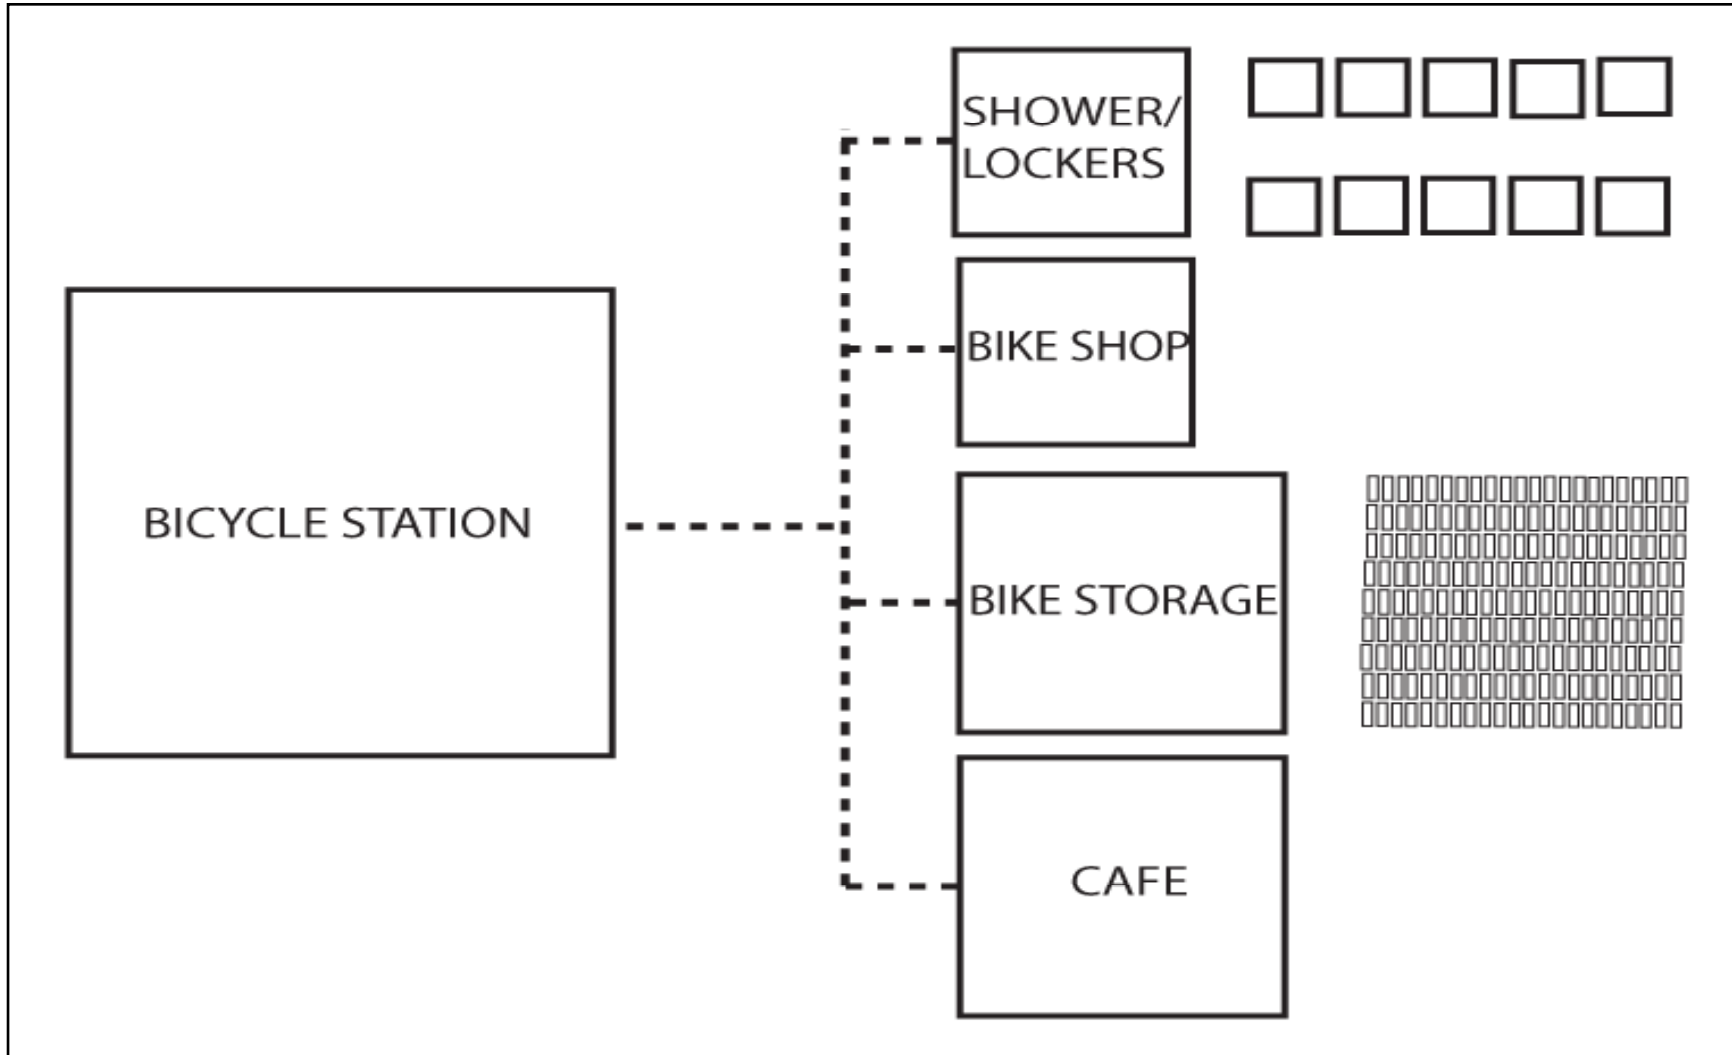 SHOWER/
LOCKERS
BIKE SHOP
BICYCLE STATION
BIKE STORAGE
CAFE